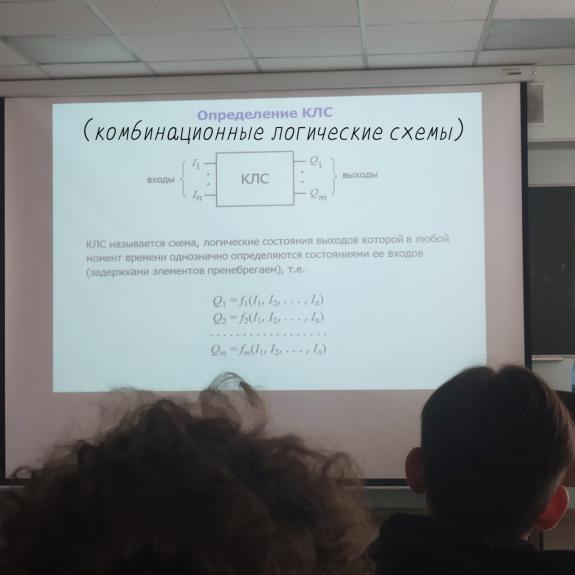 Определение КЛС
(комбинационные логические схемы)
входы I₁ Iₙ КЛС Q₁ Qₘ выходы
КЛС называется схема, логические состояния выходов которой в любой
момент времени однозначно определяются состояниями ее входов
(задержками элементов пренебрегаем), т.е.
Q₁ = f₁(I₁, I₂, . . . , Iₙ)
Q₂ = f₂(I₁, I₂, . . . , Iₙ)
. . . . . . . . . . . . . . . . . . .
Qₘ = fₘ(I₁, I₂, . . . , Iₙ)